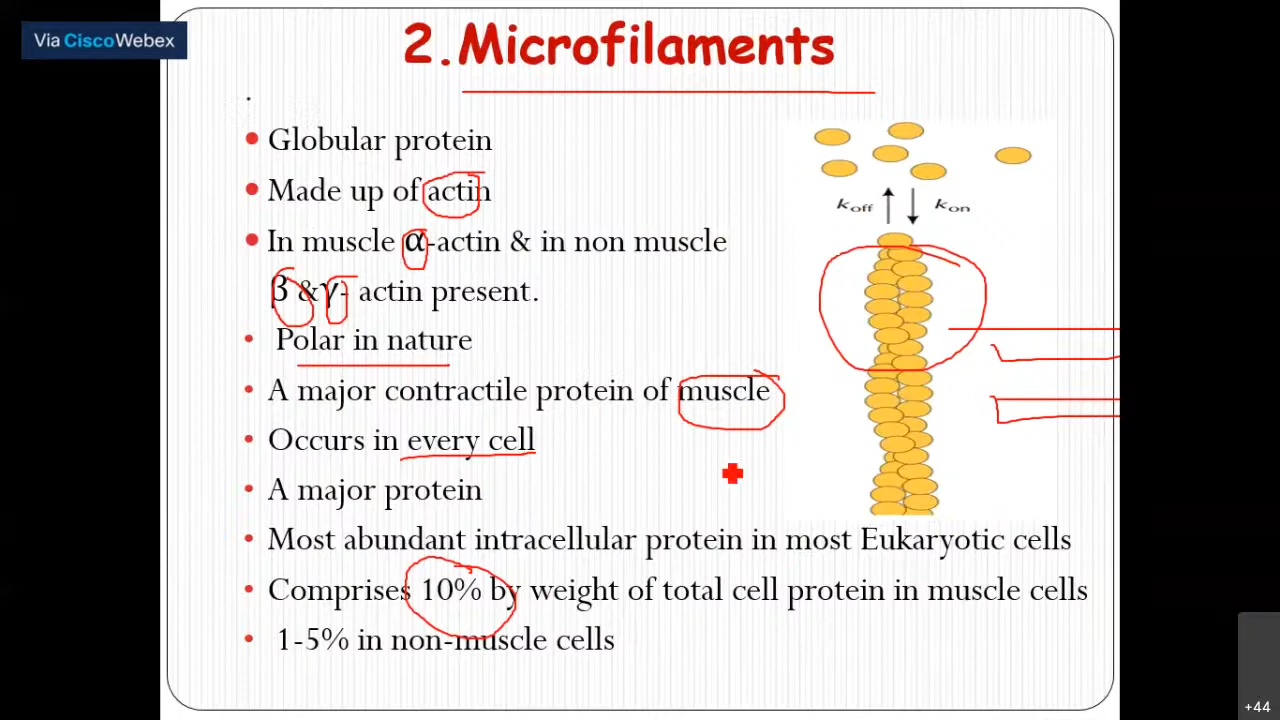 Via CiscoWebex
2.Microfilaments
.
• Globular protein
• Made up of actin
• In muscle α-actin & in non muscle
β &γ- actin present.
• Polar in nature
• A major contractile protein of muscle
• Occurs in every cell
• A major protein
• Most abundant intracellular protein in most Eukaryotic cells
• Comprises 10% by weight of total cell protein in muscle cells
• 1-5% in non-muscle cells
koff kon
+44